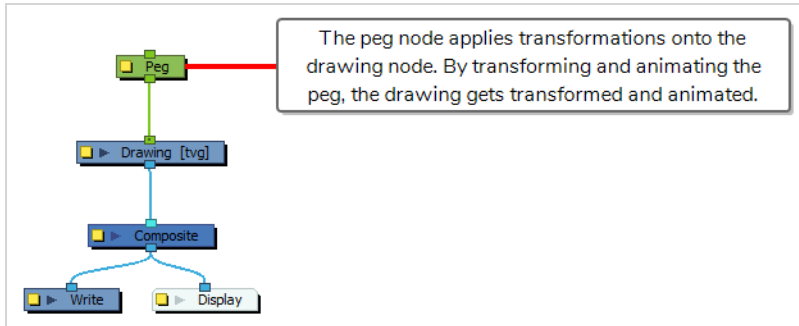 The peg node applies transformations onto the
drawing node. By transforming and animating the
peg, the drawing gets transformed and animated.
Peg
Drawing [tvg]
Composite
Write
Display